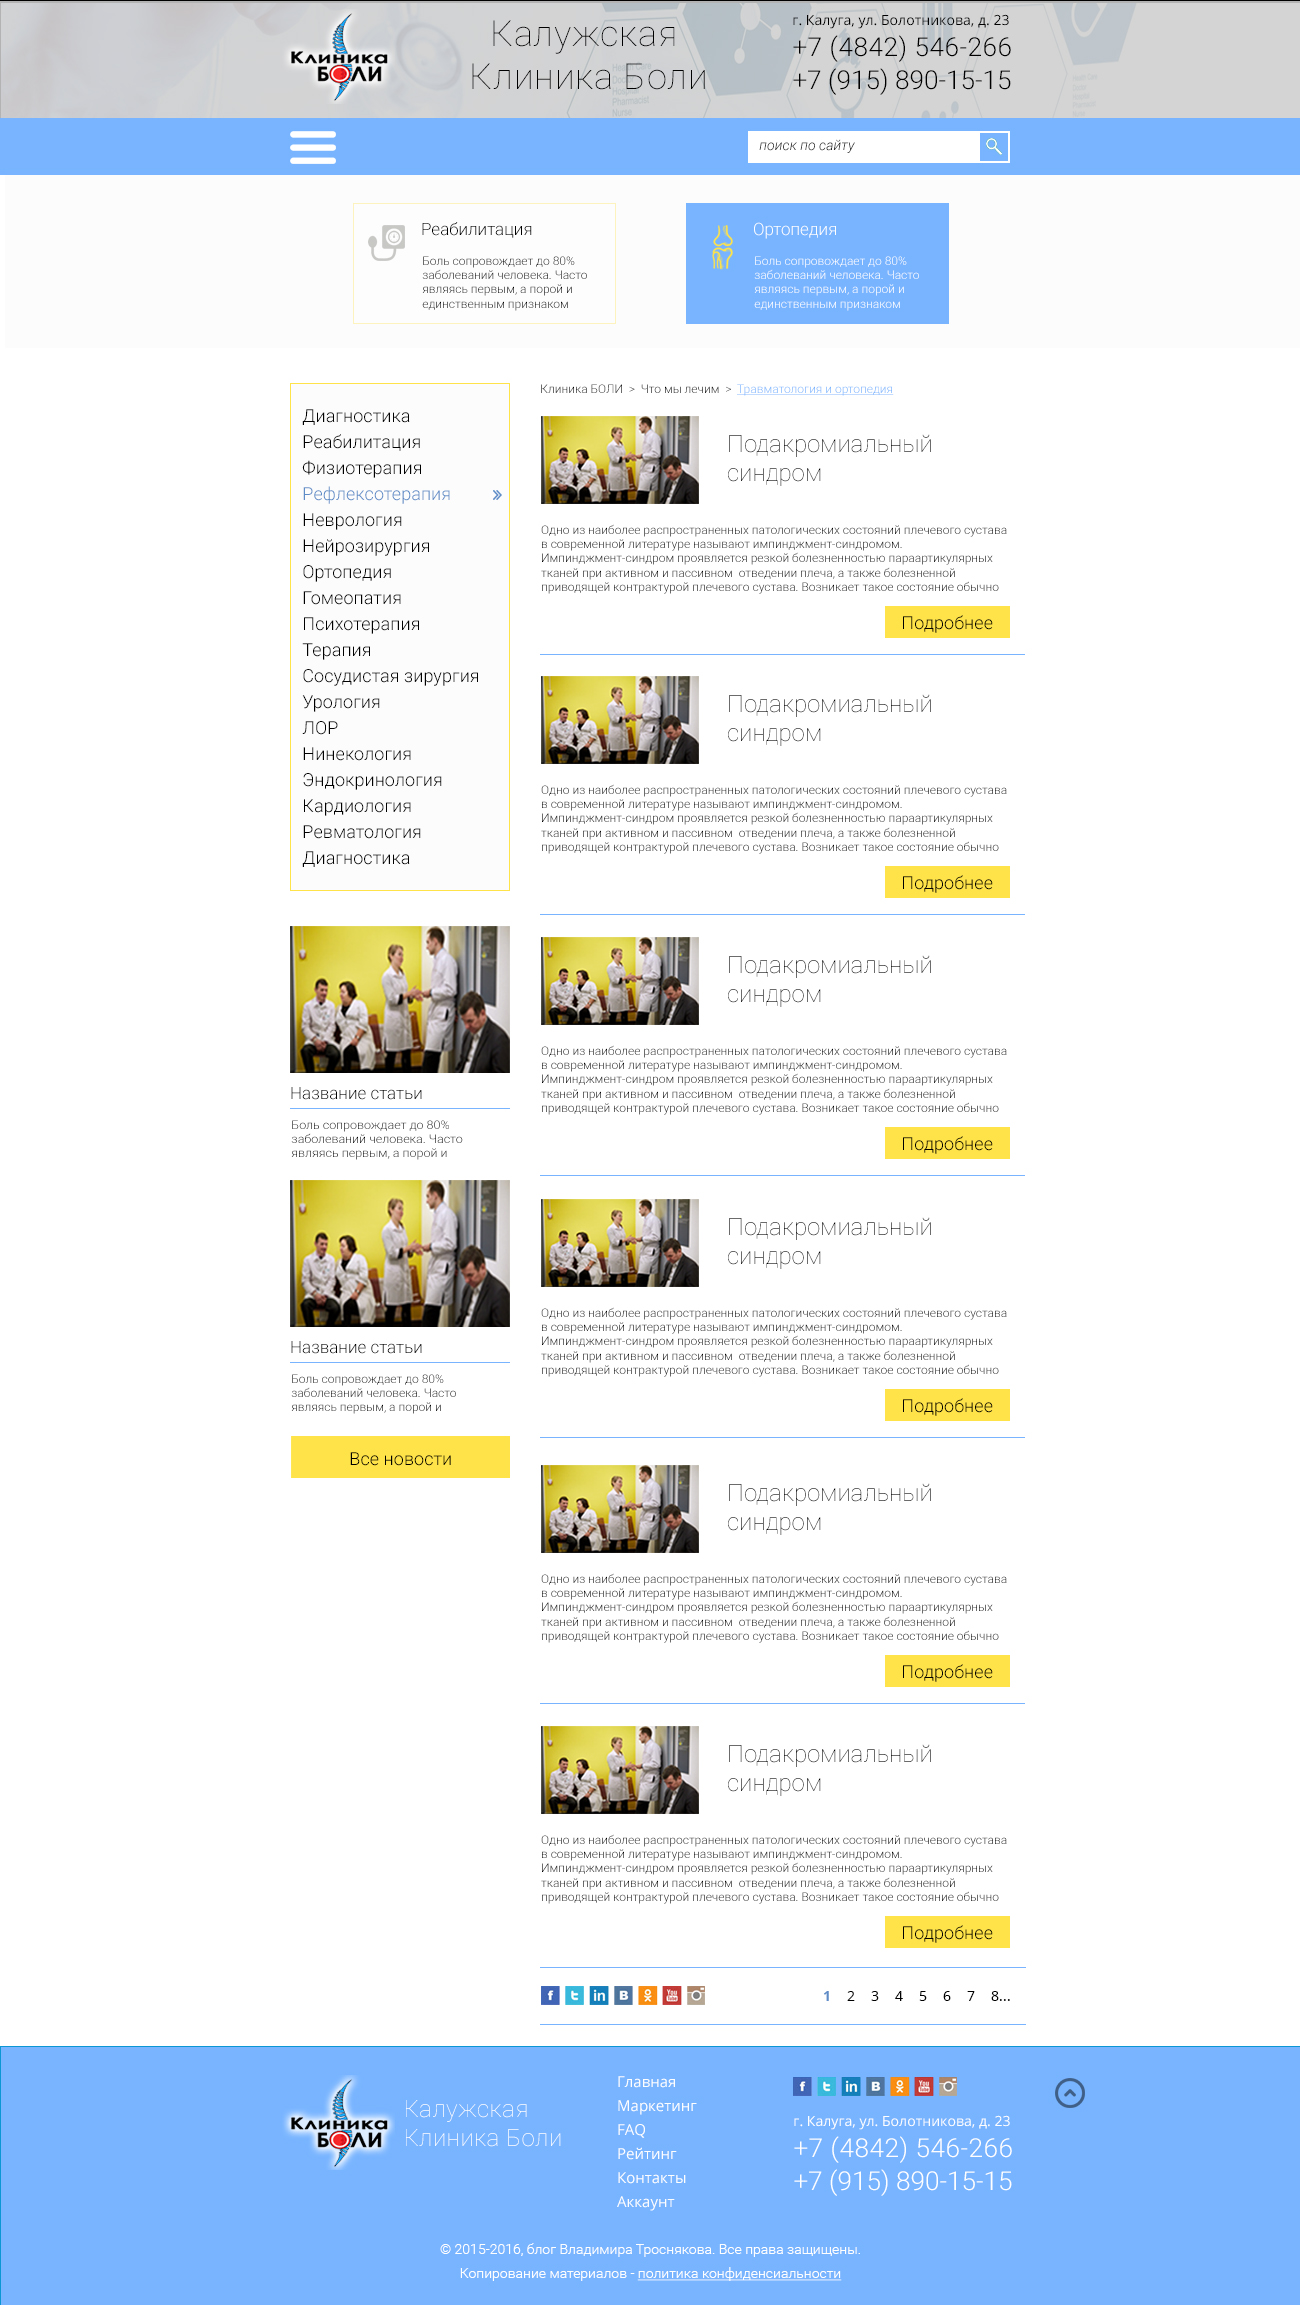 Клиника
БОЛИ
Калужская
Клиника Боли
г. Калуга, ул. Болотникова, д. 23
+7 (4842) 546-266
+7 (915) 890-15-15
Pharmacist
Nurse
поиск по сайту
Реабилитация
Боль сопровождает до 80%
заболеваний человека. Часто
являясь первым, а порой и
единственным признаком
Ортопедия
Боль сопровождает до 80%
заболеваний человека. Часто
являясь первым, а порой и
единственным признаком
Диагностика
Реабилитация
Физиотерапия
Рефлексотерапия »
Неврология
Нейрозирургия
Ортопедия
Гомеопатия
Психотерапия
Терапия
Сосудистая зирургия
Урология
ЛОР
Нинекология
Эндокринология
Кардиология
Ревматология
Диагностика
Название статьи
Боль сопровождает до 80%
заболеваний человека. Часто
являясь первым, а порой и
Название статьи
Боль сопровождает до 80%
заболеваний человека. Часто
являясь первым, а порой и
Все новости
Клиника БОЛИ > Что мы лечим > Травматология и ортопедия
Подакромиальный
синдром
Одно из наиболее распространенных патологических состояний плечевого сустава
в современной литературе называют импинджмент-синдромом.
Импинджмент-синдром проявляется резкой болезненностью параартикулярных
тканей при активном и пассивном отведении плеча, а также болезненной
приводящей контрактурой плечевого сустава. Возникает такое состояние обычно
Подробнее
Подакромиальный
синдром
Одно из наиболее распространенных патологических состояний плечевого сустава
в современной литературе называют импинджмент-синдромом.
Импинджмент-синдром проявляется резкой болезненностью параартикулярных
тканей при активном и пассивном отведении плеча, а также болезненной
приводящей контрактурой плечевого сустава. Возникает такое состояние обычно
Подробнее
Подакромиальный
синдром
Одно из наиболее распространенных патологических состояний плечевого сустава
в современной литературе называют импинджмент-синдромом.
Импинджмент-синдром проявляется резкой болезненностью параартикулярных
тканей при активном и пассивном отведении плеча, а также болезненной
приводящей контрактурой плечевого сустава. Возникает такое состояние обычно
Подробнее
Подакромиальный
синдром
Одно из наиболее распространенных патологических состояний плечевого сустава
в современной литературе называют импинджмент-синдромом.
Импинджмент-синдром проявляется резкой болезненностью параартикулярных
тканей при активном и пассивном отведении плеча, а также болезненной
приводящей контрактурой плечевого сустава. Возникает такое состояние обычно
Подробнее
Подакромиальный
синдром
Одно из наиболее распространенных патологических состояний плечевого сустава
в современной литературе называют импинджмент-синдромом.
Импинджмент-синдром проявляется резкой болезненностью параартикулярных
тканей при активном и пассивном отведении плеча, а также болезненной
приводящей контрактурой плечевого сустава. Возникает такое состояние обычно
Подробнее
Подакромиальный
синдром
Одно из наиболее распространенных патологических состояний плечевого сустава
в современной литературе называют импинджмент-синдромом.
Импинджмент-синдром проявляется резкой болезненностью параартикулярных
тканей при активном и пассивном отведении плеча, а также болезненной
приводящей контрактурой плечевого сустава. Возникает такое состояние обычно
Подробнее
1 2 3 4 5 6 7 8...
Клиника
БОЛИ
Калужская
Клиника Боли
Главная
Маркетинг
FAQ
Рейтинг
Контакты
Аккаунт
г. Калуга, ул. Болотникова, д. 23
+7 (4842) 546-266
+7 (915) 890-15-15
© 2015-2016, блог Владимира Троснякова. Все права защищены.
Копирование материалов - политика конфиденсиальности